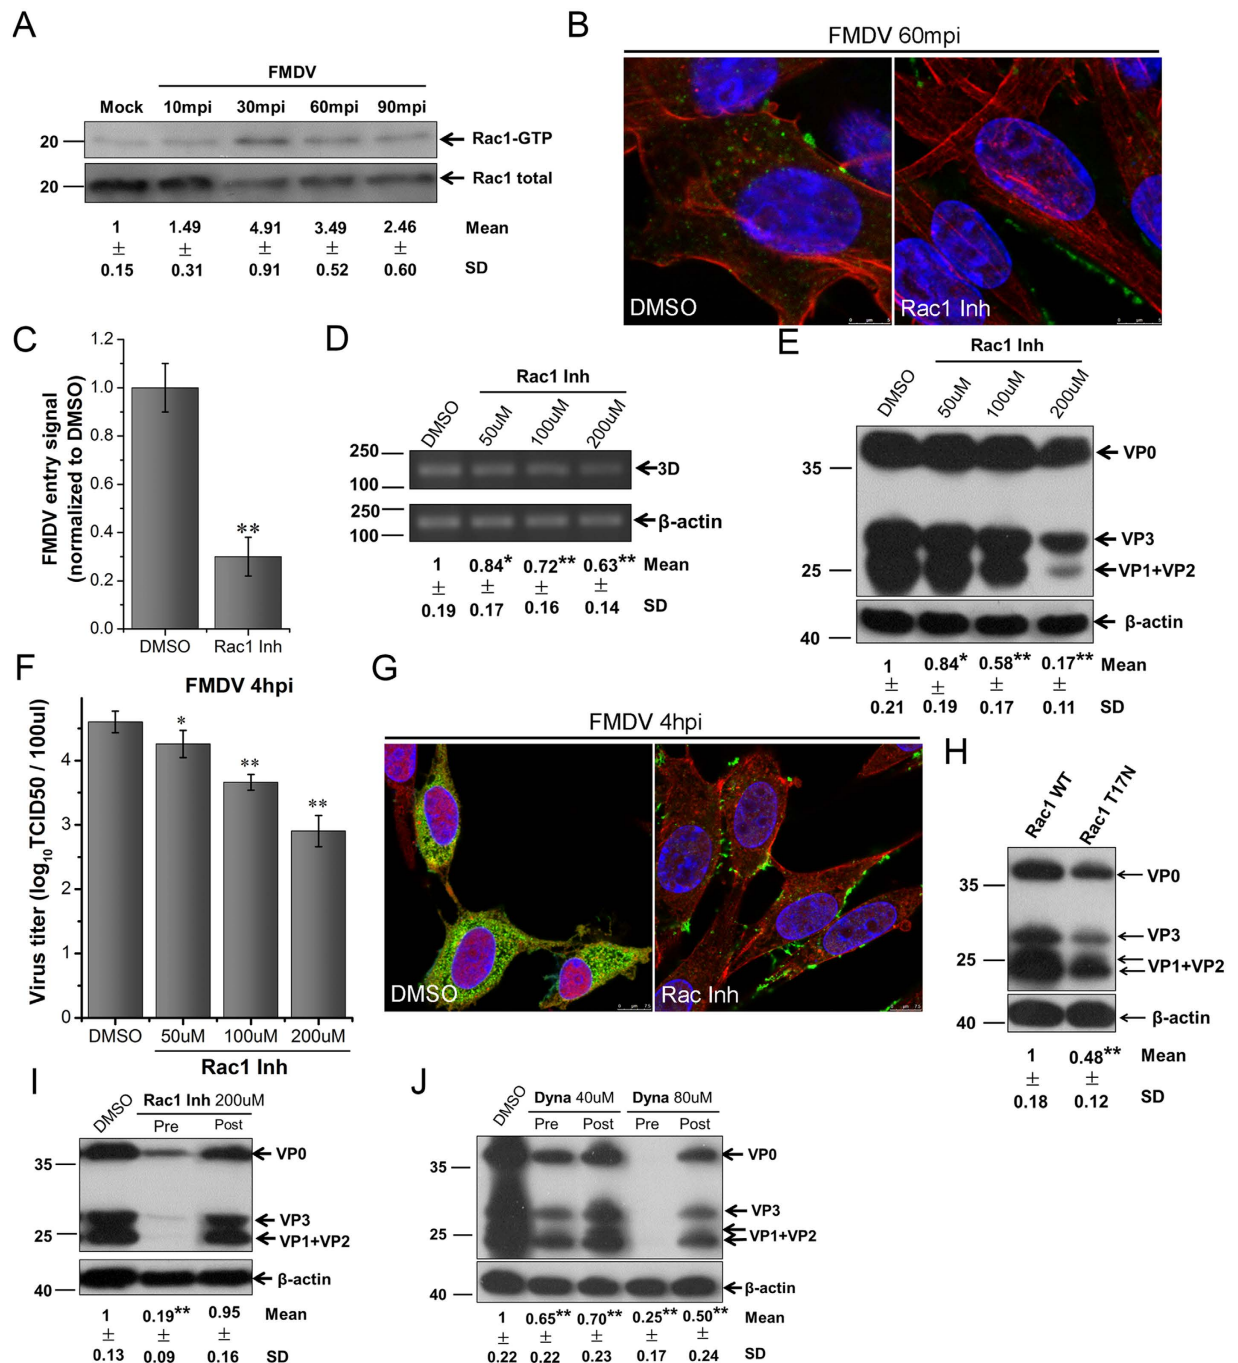 A
FMDV
Mock 10mpi 30mpi 60mpi 90mpi
20 Rac1-GTP
20 Rac1 total
1 1.49 4.91 3.49 2.46 Mean
± ± ± ± ±
0.15 0.31 0.91 0.52 0.60 SD
B
FMDV 60mpi
DMSO
Rac1 Inh
C
FMDV entry signal
(normalized to DMSO)
1.2
1.0
0.8
0.6
0.4
0.2
0.0
**
DMSO Rac1 Inh
D
Rac1 Inh
DMSO 50uM 100uM 200uM
250
100
3D
250
100
β-actin
1 0.84* 0.72** 0.63** Mean
± ± ± ±
0.19 0.17 0.16 0.14 SD
E
Rac1 Inh
DMSO 50uM 100uM 200uM
35 VP0
VP3
25 VP1+VP2
40 β-actin
1 0.84* 0.58** 0.17** Mean
± ± ± ±
0.21 0.19 0.17 0.11 SD
F
FMDV 4hpi
Virus titer (log10TCID50 / 100ul)
4
3
2
1
0
* ** **
DMSO 50uM 100uM 200uM
Rac1 Inh
G
FMDV 4hpi
DMSO
Rac Inh
H
Rac1 WT Rac1 T17N
35 VP0
VP3
25 VP1+VP2
40 β-actin
1 0.48** Mean
± ±
0.18 0.12 SD
I
DMSO Rac1 Inh 200uM
Pre Post
35 VP0
VP3
25 VP1+VP2
40 β-actin
1 0.19** 0.95 Mean
± ± ±
0.13 0.09 0.16 SD
J
DMSO Dyna 40uM Dyna 80uM
Pre Post Pre Post
35 VP0
VP3
25 VP1+VP2
40 β-actin
1 0.65** 0.70** 0.25** 0.50** Mean
± ± ± ± ±
0.22 0.22 0.23 0.17 0.24 SD